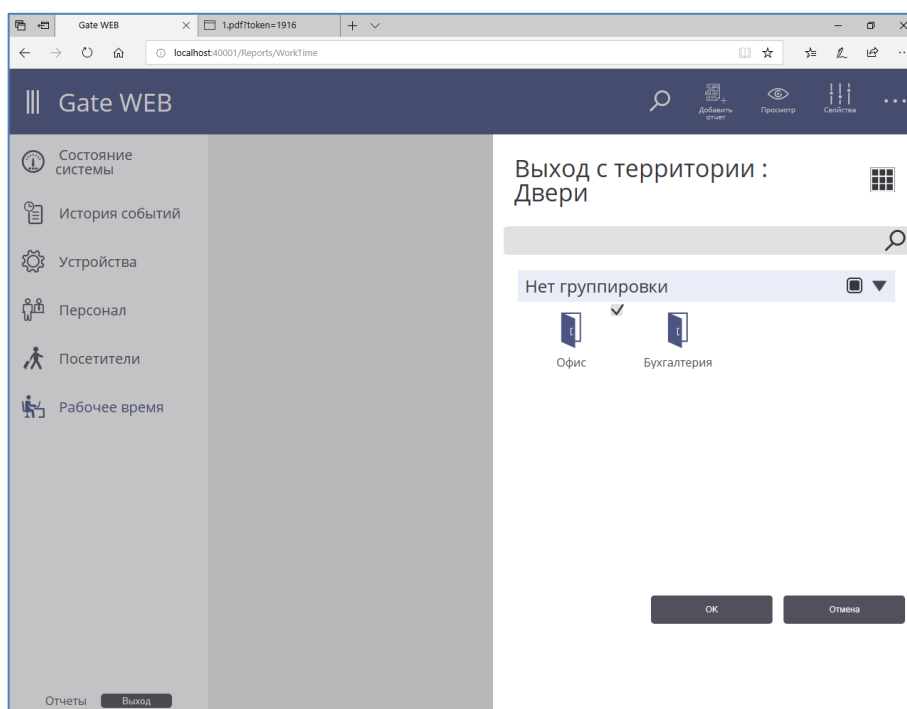 Gate WEB
1.pdf?token=1916
localhost:40001/Reports/WorkTime
Gate WEB
Добавить
отчет
Просмотр
Свойства
Состояние
системы
История событий
Устройства
Персонал
Посетители
Рабочее время
Выход с территории :
Двери
Нет группировки
Офис
Бухгалтерия
OK
Отмена
Отчеты
Выход